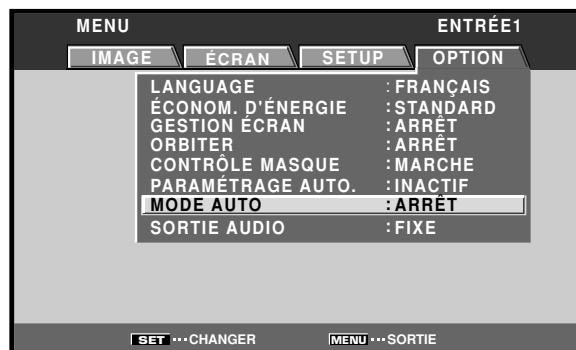 MENU ENTRÉE1
IMAGE ÉCRAN SETUP OPTION
LANGUAGE :FRANÇAIS
ÉCONOM. D'ÉNERGIE :STANDARD
GESTION ÉCRAN :ARRÊT
ORBITER :ARRÊT
CONTRÔLE MASQUE :MARCHE
PARAMÉTRAGE AUTO. :INACTIF
MODE AUTO :ARRÊT
SORTIE AUDIO :FIXE
SET ···CHANGER MENU ···SORTIE